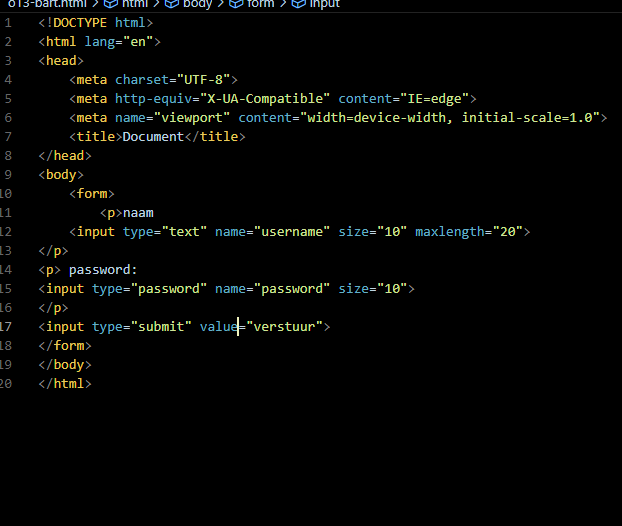 o13-bart.html > html > body > form > input
1 <!DOCTYPE html>
2 <html lang="en">
3 <head>
4     <meta charset="UTF-8">
5     <meta http-equiv="X-UA-Compatible" content="IE=edge">
6     <meta name="viewport" content="width=device-width, initial-scale=1.0">
7     <title>Document</title>
8 </head>
9 <body>
10     <form>
11         <p>naam
12     <input type="text" name="username" size="10" maxlength="20">
13 </p>
14 <p> password:
15 <input type="password" name="password" size="10">
16 </p>
17 <input type="submit" value="verstuur">
18 </form>
19 </body>
20 </html>